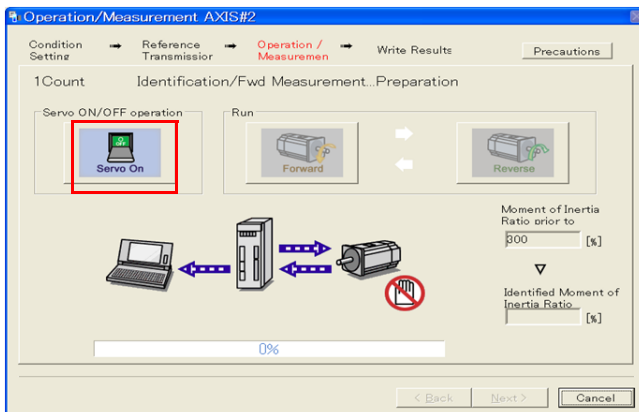 Operation/Measurement AXIS#2
Condition Setting
Reference Transmissior
Operation / Measuremen
Write Results
Precautions
1Count Identification/Fwd Measurement...Preparation
Servo ON/OFF operation
Run
OFF
Servo On
Forward
Reverse
Moment of Inertia
Ratio prior to
300 [%]
Identified Moment of
Inertia Ratio
[%]
0%
< Back
Next >
Cancel